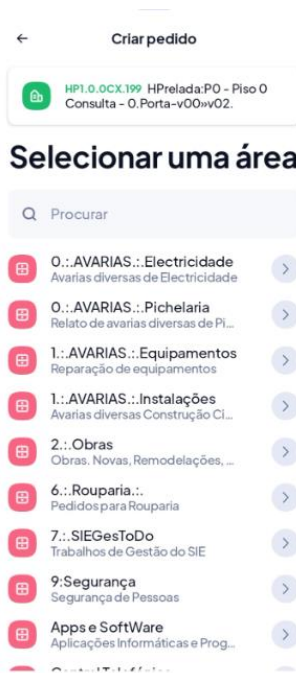 Criar pedido
HP1.0.0CX.199 HPrelada:P0 - Piso 0
Consulta - 0.Porta-v00»v02.
Selecionar uma área
Procurar
0.:.AVARIAS.:.Electricidade
Avarias diversas de Electricidade
0.:.AVARIAS.:.Pichelaria
Relato de avarias diversas de Pi...
1.:.AVARIAS.:.Equipamentos
Reparação de equipamentos
1.:.AVARIAS.:.Instalações
Avarias diversas Construção Ci...
2.:.Obras
Obras. Novas, Remodelações, ...
6.:.Rouparia.:.
Pedidos para Rouparia
7.:.SIEGesToDo
Trabalhos de Gestão do SIE
9:Segurança
Segurança de Pessoas
Apps e SoftWare
Aplicações Informáticas e Prog...